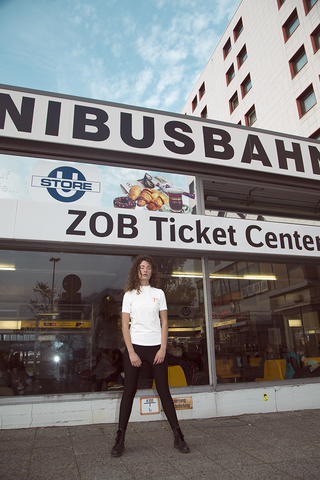 NIBUSBAHN
U
STORE
ZOB Ticket Center